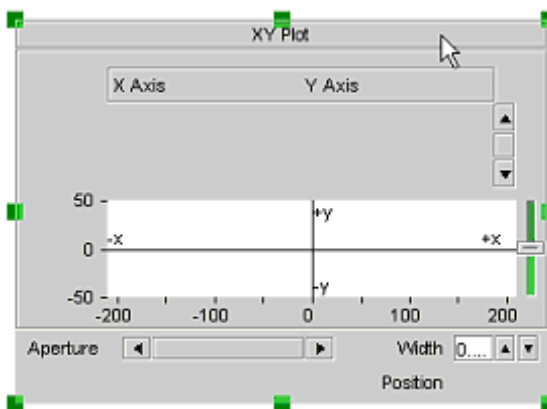 XY Plot
X Axis Y Axis
50
+y
-x +x
0
-y
-50
-200 -100 0 100 200
Aperture Width 0....
Position